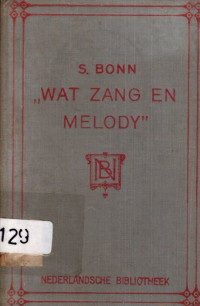 S. BONN
„WAT ZANG EN
MELODY”
NB
129
NEDERLANDSCHE BIBLIOTHEEK